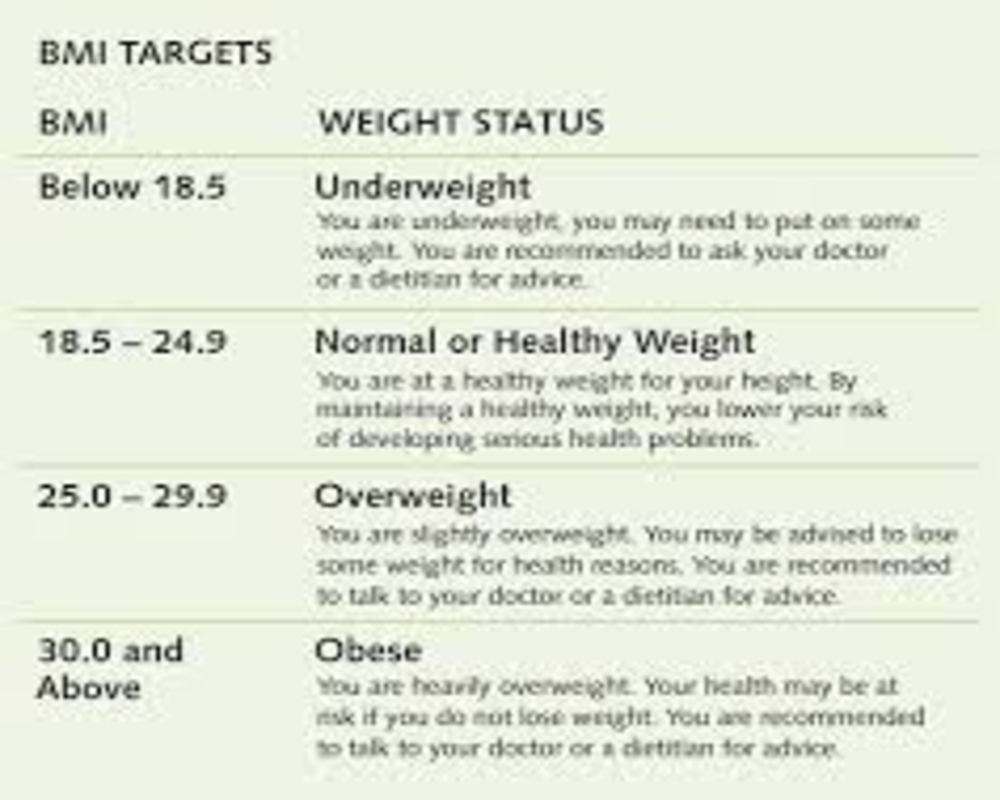 BMI TARGETS
BMI WEIGHT STATUS
Below 18.5 Underweight
You are underweight, you may need to put on some
weight. You are recommended to ask your doctor
or a dietitian for advice.
18.5 – 24.9 Normal or Healthy Weight
You are at a healthy weight for your height. By
maintaining a healthy weight, you lower your risk
of developing serious health problems.
25.0 – 29.9 Overweight
You are slightly overweight. You may be advised to lose
some weight for health reasons. You are recommended
to talk to your doctor or a dietitian for advice.
30.0 and Obese
Above
You are heavily overweight. Your health may be at
risk if you do not lose weight. You are recommended
to talk to your doctor or a dietitian for advice.